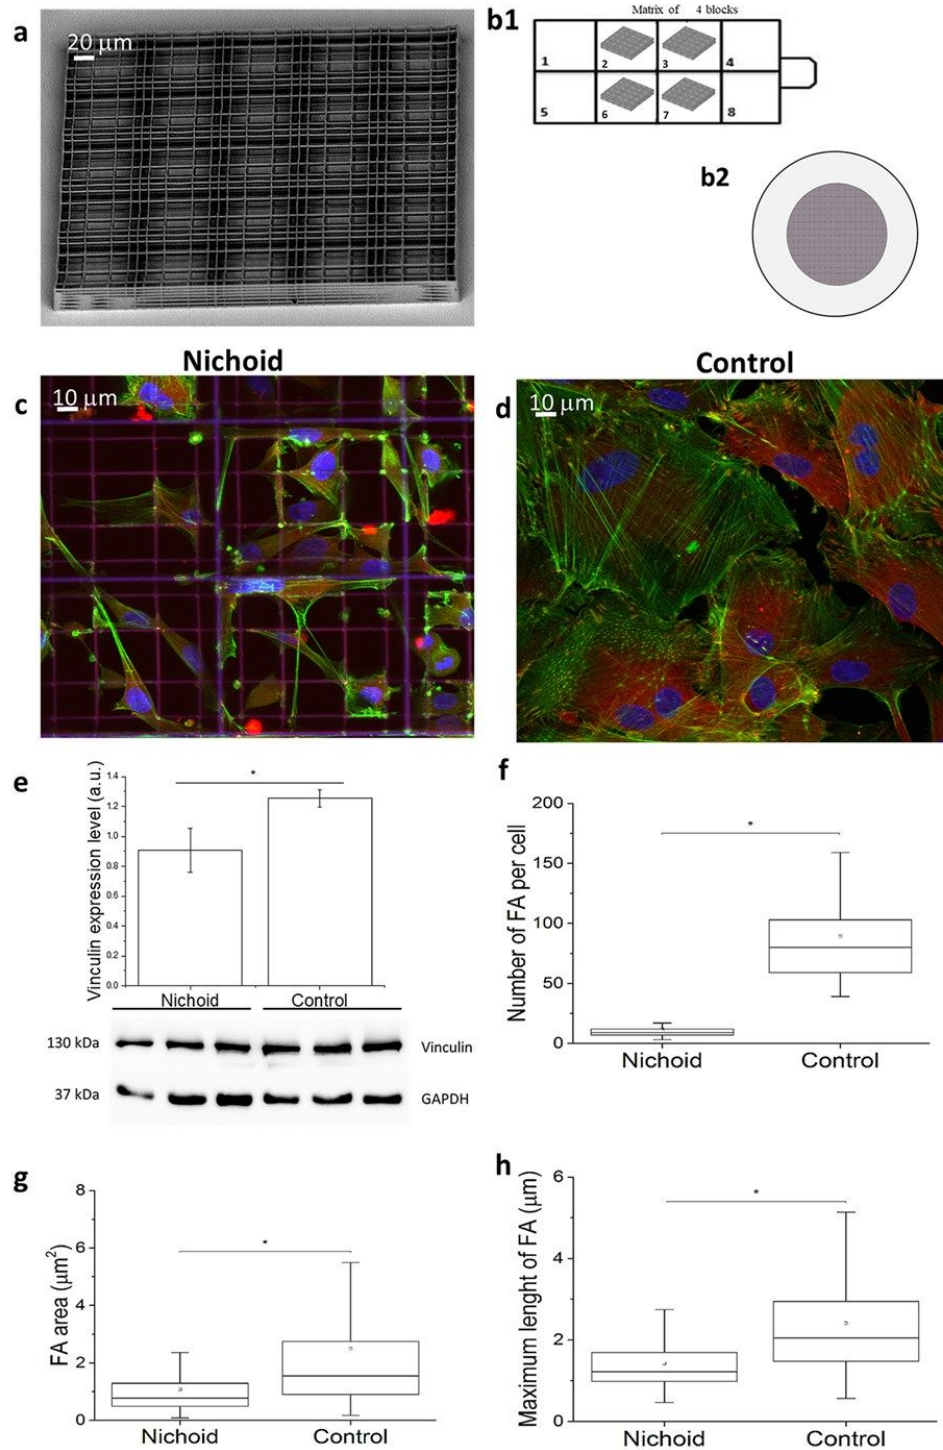 a
20 μm
b1
Matrix of 4 blocks
1
2
3
4
5
6
7
8
b2
Nichoid
Control
c
10 μm
d
10 μm
e
Vinculin expression level (a.u.)
1.4
1.2
1.0
0.8
0.6
0.4
0.2
0.0
*
Nichoid
Control
130 kDa
Vinculin
37 kDa
GAPDH
f
Number of FA per cell
200
150
100
50
0
*
Nichoid
Control
g
FA area (μm²)
8
6
4
2
0
*
Nichoid
Control
h
Maximum lenght of FA (μm)
6
4
2
0
*
Nichoid
Control